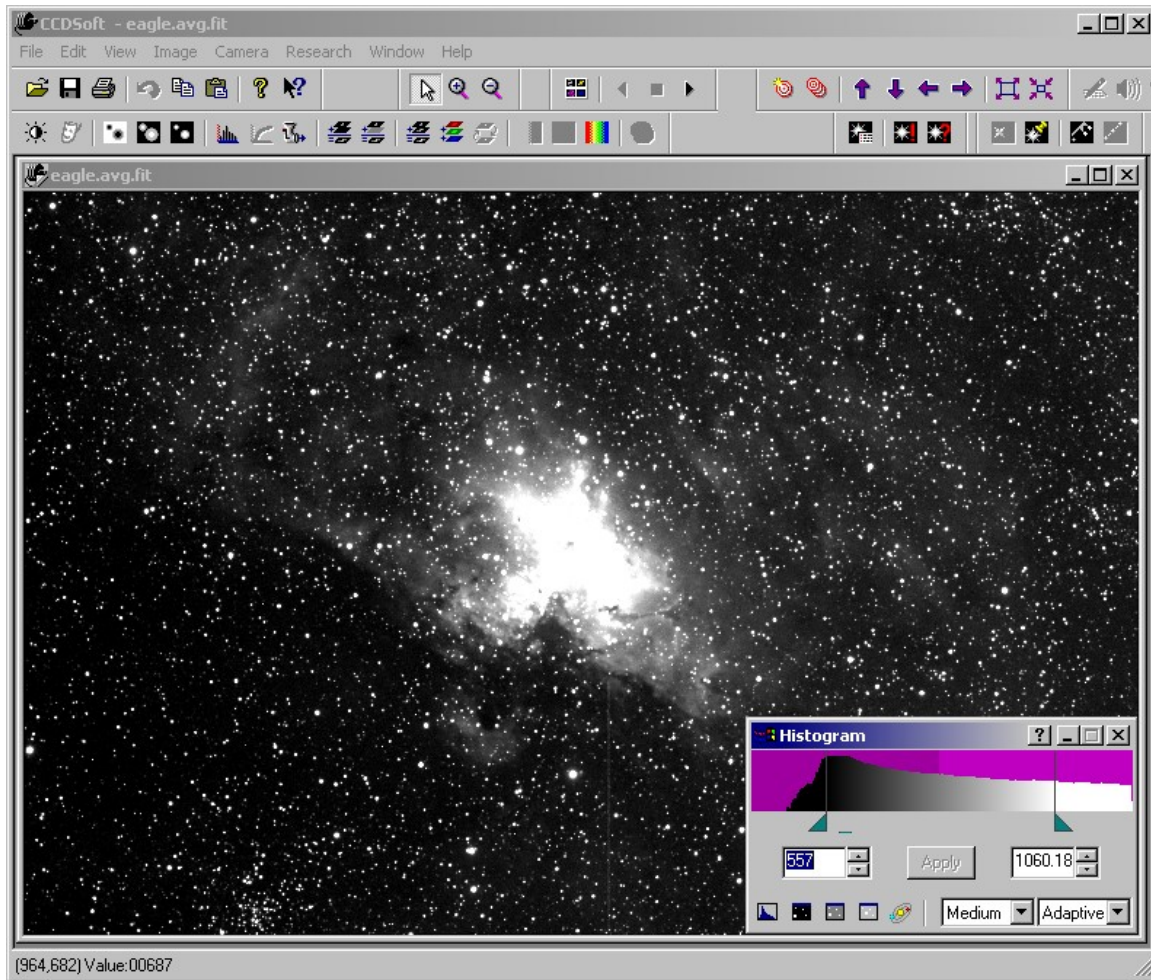 CCDSoft - eagle.avg.fit
File Edit View Image Camera Research Window Help
eagle.avg.fit
Histogram
557 Apply 1060.18
Medium Adaptive
(964,682) Value:00687